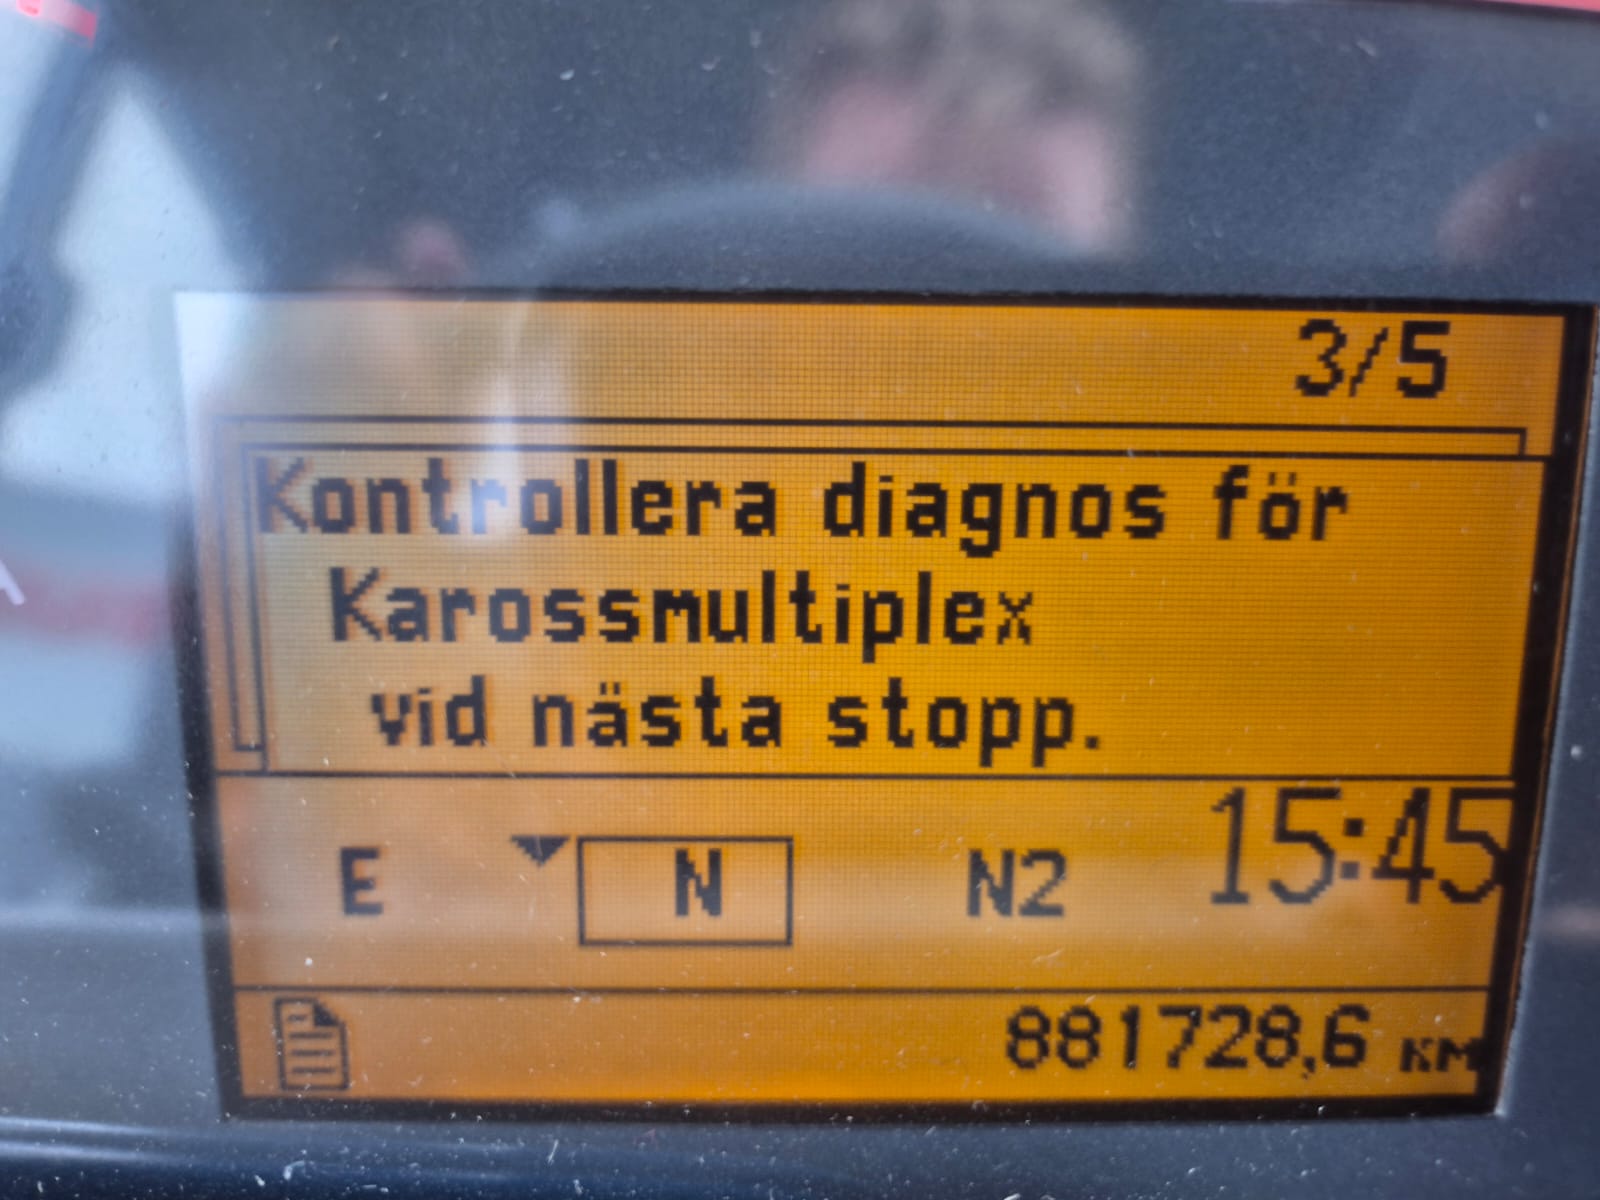 3/5
Kontrollera diagnos för
Karossmultiplex
vid nästa stopp.
E N N2 15:45
881728,6 KM